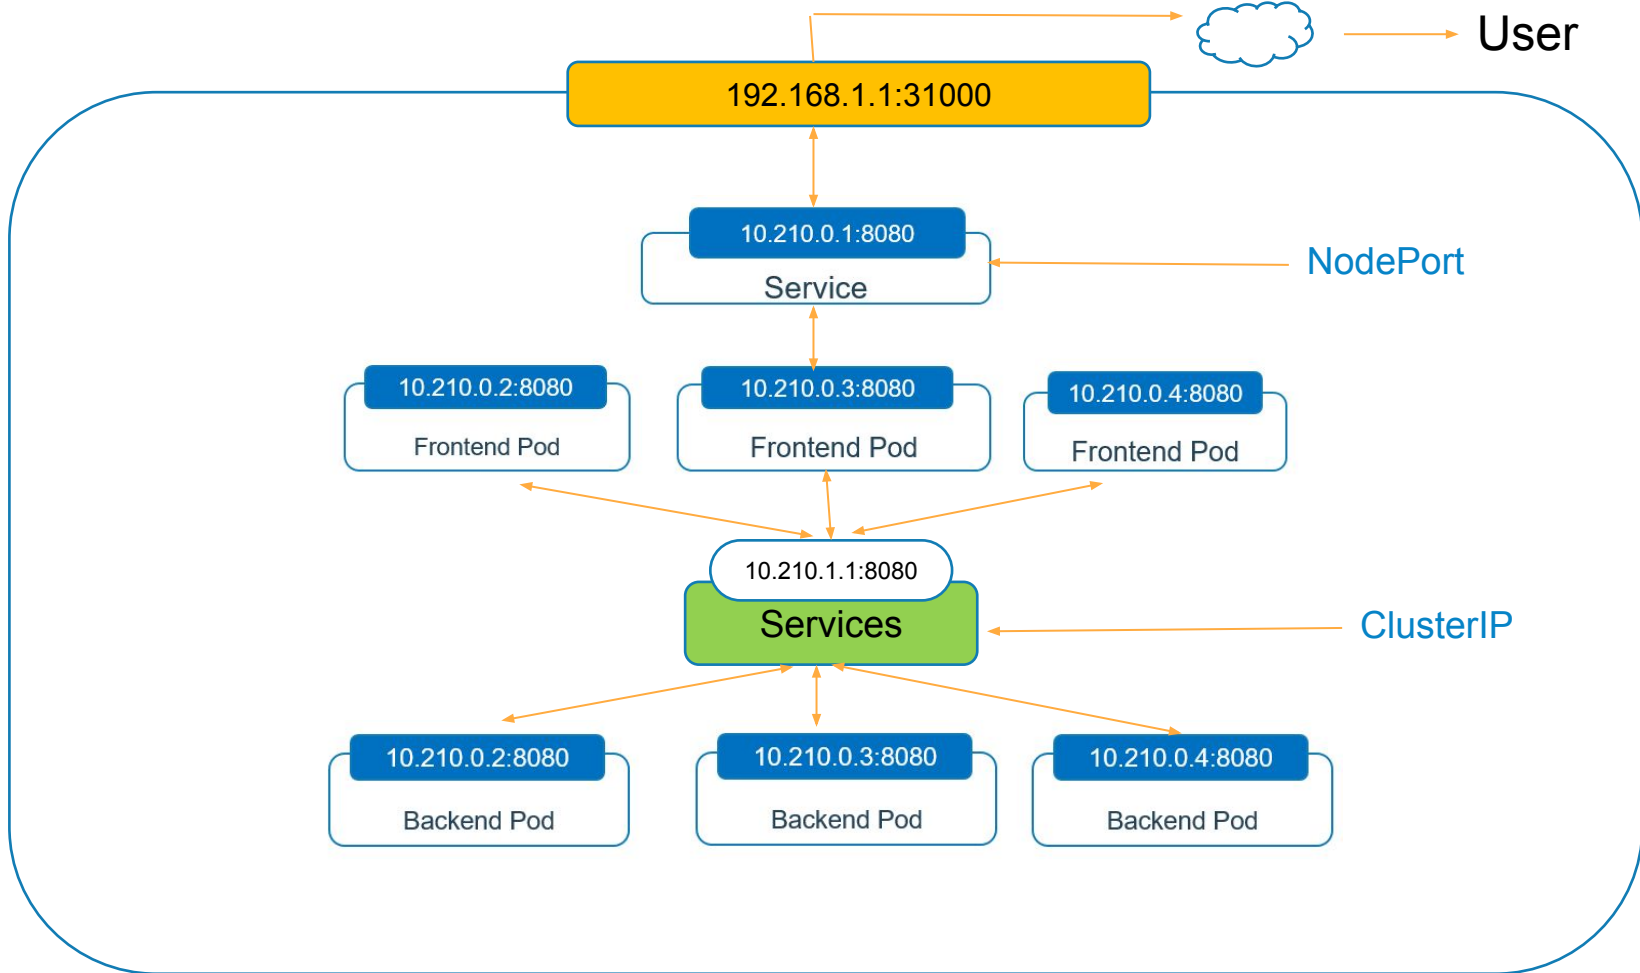 User
192.168.1.1:31000
10.210.0.1:8080
Service
NodePort
10.210.0.2:8080
Frontend Pod
10.210.0.3:8080
Frontend Pod
10.210.0.4:8080
Frontend Pod
10.210.1.1:8080
Services
ClusterIP
10.210.0.2:8080
Backend Pod
10.210.0.3:8080
Backend Pod
10.210.0.4:8080
Backend Pod